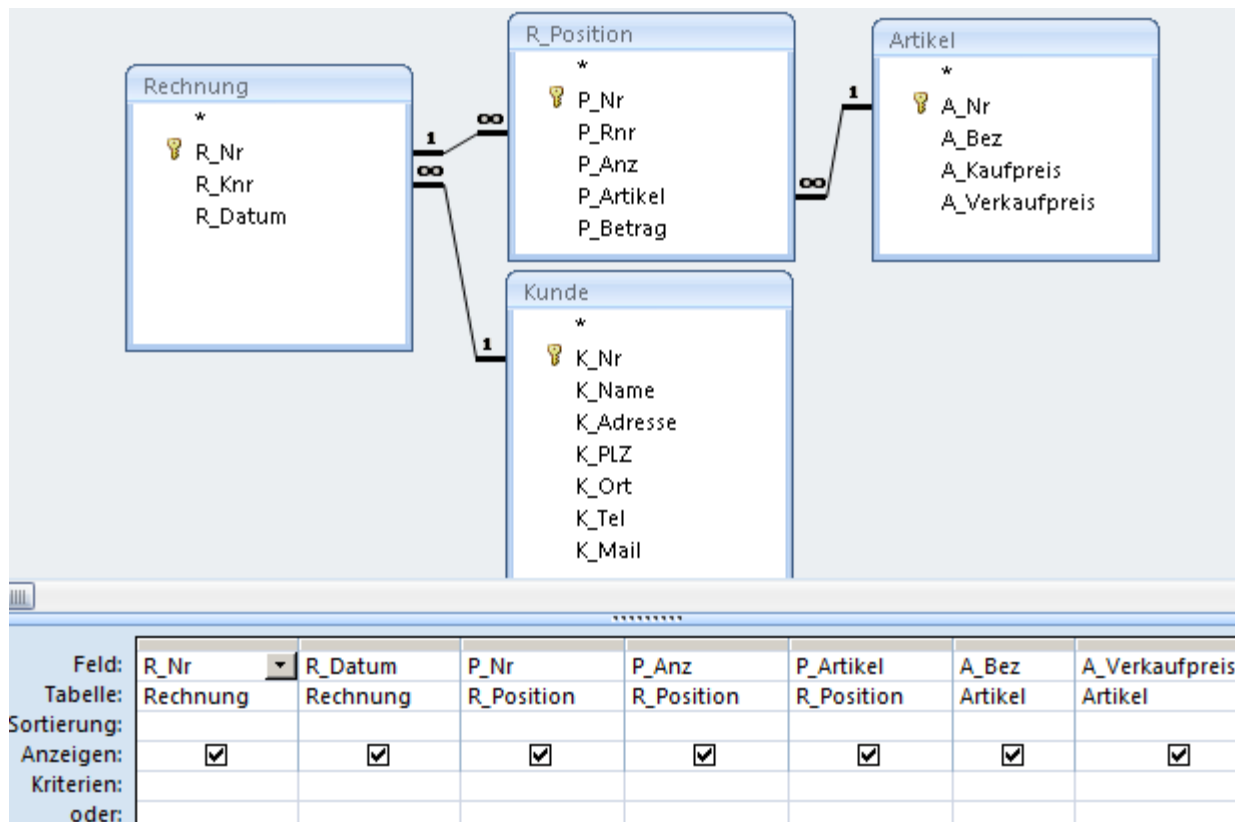 Rechnung
*
R_Nr
R_Knr
R_Datum
1
∞
∞
1
R_Position
*
P_Nr
P_Rnr
P_Anz
P_Artikel
P_Betrag
1
∞
Artikel
*
A_Nr
A_Bez
A_Kaufpreis
A_Verkaufpreis
Kunde
*
K_Nr
K_Name
K_Adresse
K_PLZ
K_Ort
K_Tel
K_Mail
Feld: R_Nr R_Datum P_Nr P_Anz P_Artikel A_Bez A_Verkaufpreis
Tabelle: Rechnung Rechnung R_Position R_Position R_Position Artikel Artikel
Sortierung:
Anzeigen:
Kriterien:
oder: